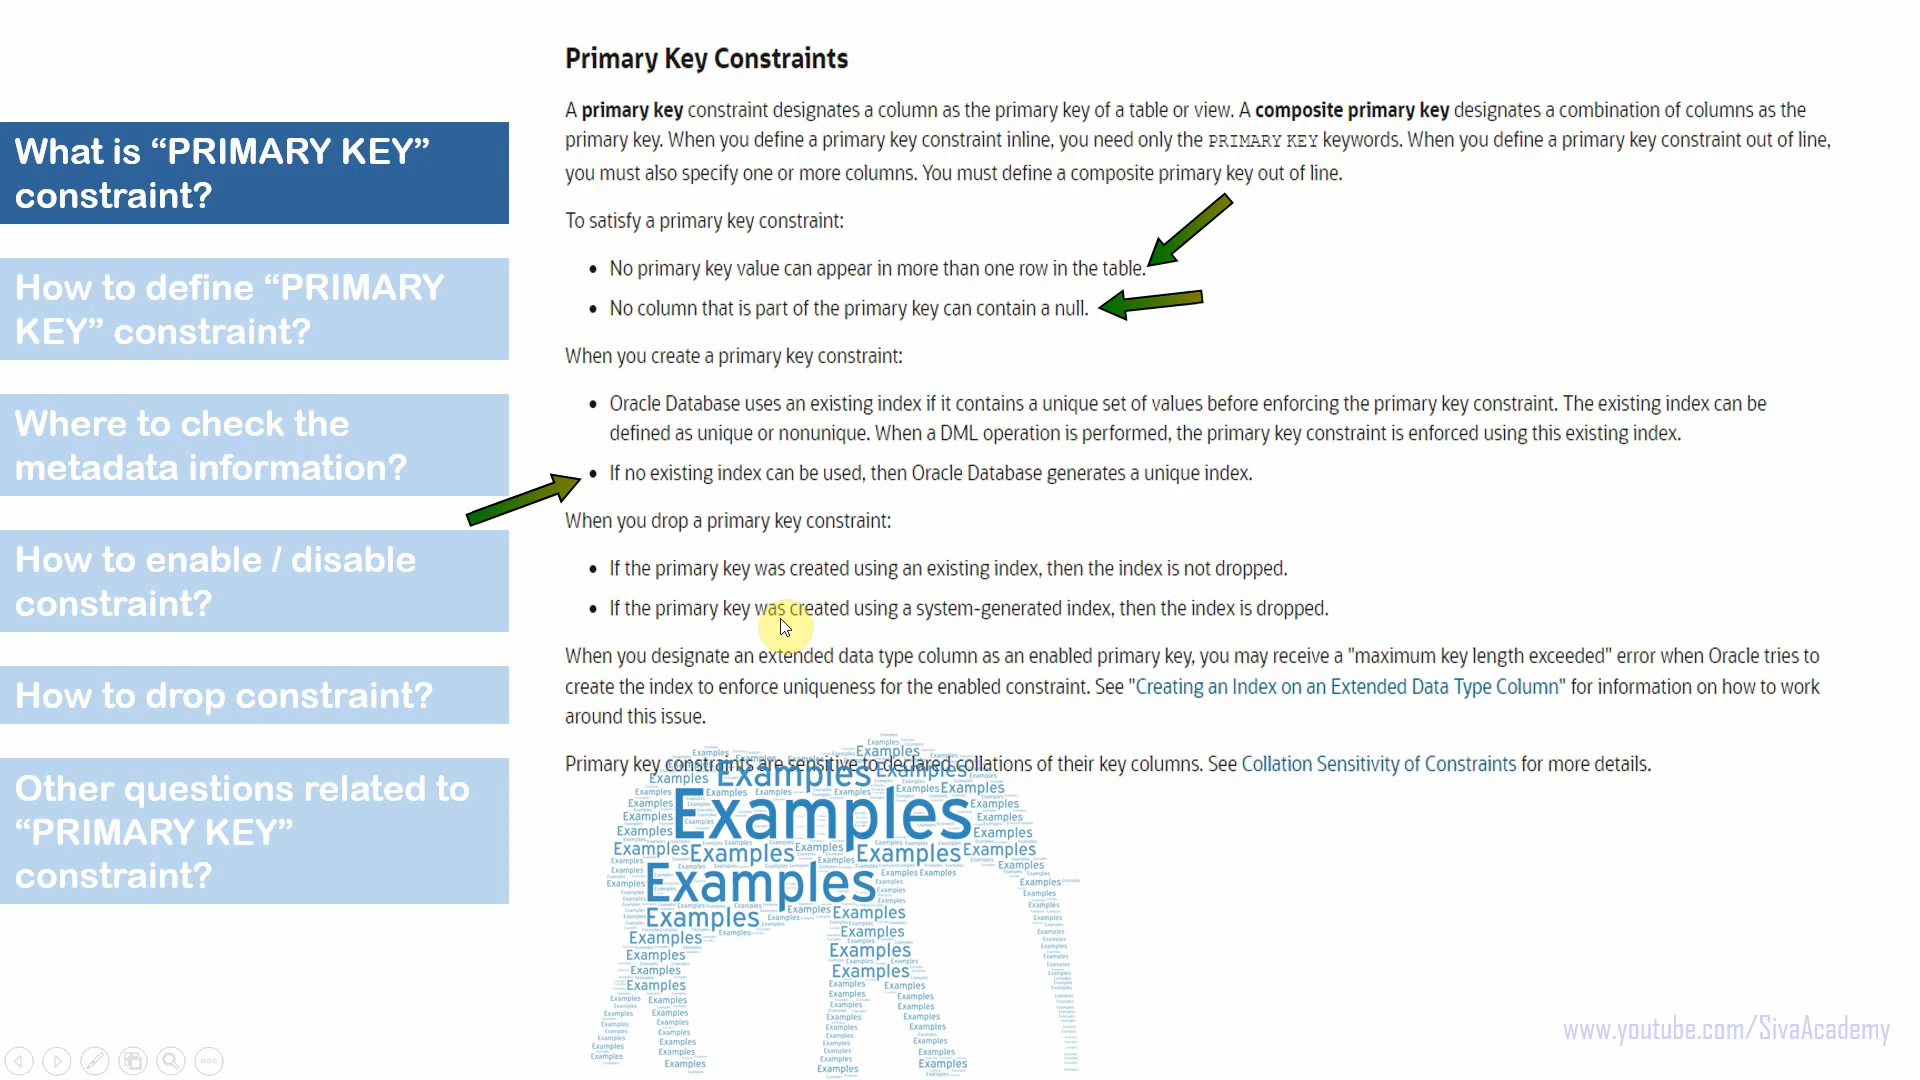 What is “PRIMARY KEY”
constraint?
How to define “PRIMARY
KEY” constraint?
Where to check the
metadata information?
How to enable / disable
constraint?
How to drop constraint?
Other questions related to
“PRIMARY KEY”
constraint?
Primary Key Constraints
A primary key constraint designates a column as the primary key of a table or view. A composite primary key designates a combination of columns as the
primary key. When you define a primary key constraint inline, you need only the PRIMARY KEY keywords. When you define a primary key constraint out of line,
you must also specify one or more columns. You must define a composite primary key out of line.
To satisfy a primary key constraint:
• No primary key value can appear in more than one row in the table.
• No column that is part of the primary key can contain a null.
When you create a primary key constraint:
• Oracle Database uses an existing index if it contains a unique set of values before enforcing the primary key constraint. The existing index can be
defined as unique or nonunique. When a DML operation is performed, the primary key constraint is enforced using this existing index.
• If no existing index can be used, then Oracle Database generates a unique index.
When you drop a primary key constraint:
• If the primary key was created using an existing index, then the index is not dropped.
• If the primary key was created using a system-generated index, then the index is dropped.
When you designate an extended data type column as an enabled primary key, you may receive a "maximum key length exceeded" error when Oracle tries to
create the index to enforce uniqueness for the enabled constraint. See "Creating an Index on an Extended Data Type Column" for information on how to work
around this issue.
Primary key constraints are sensitive to declared collations of their key columns. See Collation Sensitivity of Constraints for more details.
Examples
Examples
Examples
Examples Examples Examples
Examples
Examples Examples
www.youtube.com/SivaAcademy